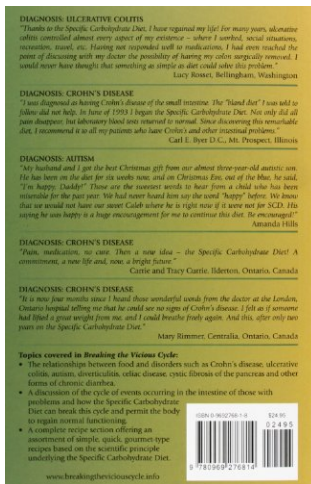 DIAGNOSIS: ULCERATIVE COLITIS
"Thanks to the Specific Carbohydrate Diet, I have regained my life! For many years, ulcerative
colitis controlled almost every aspect of my existence – where I worked, social situations,
recreation, travel, etc. Having not responded well to medications, I had even reached the
point of discussing with my doctor the possibility of having my colon surgically removed. I
would never have thought that something as simple as diet could solve this problem."
Lucy Rosset, Bellingham, Washington
DIAGNOSIS: CROHN'S DISEASE
"I was diagnosed as having Crohn's disease of the small intestine. The "bland diet" I was told to
follow did not help. In June of 1993 I began the Specific Carbohydrate Diet. Not only did all
pain disappear, but laboratory blood tests returned to normal. Since discovering this remarkable
diet, I recommend it to all my patients who have Crohn's and other intestinal problems."
Carl E. Byer D.C., Mt. Prospect, Illinois
DIAGNOSIS: AUTISM
"My husband and I got the best Christmas gift from our almost three-year-old autistic son.
He has been on the diet for six weeks now, and on Christmas Eve, out of the blue, he said,
"I'm happy, Daddy!" Those are the sweetest words to hear from a child who has been
miserable for the past year. We had never heard him say the word "happy" before. We know
that we would not have our sweet Caleb where he is right now if it were not for SCD. His
saying he was happy is a huge encouragement for me to continue this diet. Be encouraged!"
Amanda Hills
DIAGNOSIS: CROHN'S DISEASE
"Pain, medication, no cure. Then a new idea – the Specific Carbohydrate Diet! A
commitment, a new life and, now, a bright future."
Carrie and Tracy Guttie, Ilderton, Ontario, Canada
DIAGNOSIS: CROHN'S DISEASE
"It is now four months since I heard those wonderful words from the doctor at the London,
Ontario hospital telling me that he could see no signs of Crohn's disease. I felt as if someone
had lifted a great weight from me, and I could breathe freely again. And this, after only two
years on the Specific Carbohydrate Diet."
Mary Rimmer, Centralia, Ontario, Canada
Topics covered in Breaking the Vicious Cycle:
• The relationships between food and disorders such as Crohn's disease, ulcerative
colitis, autism, diverticulitis, celiac disease, cystic fibrosis of the pancreas and other
forms of chronic diarrhea.
• A discussion of the cycle of events occurring in the intestine of those with
problems and how the Specific Carbohydrate
Diet can break this cycle and permit the body
to regain normal functioning.
• A complete recipe section offering an
assortment of simple, quick, gourmet-type
recipes based on the scientific principle
underlying the Specific Carbohydrate Diet.
www.breakingtheviciouscycle.info
ISBN 0-9692768-1-8 $24.95
02495
9 780969 276814